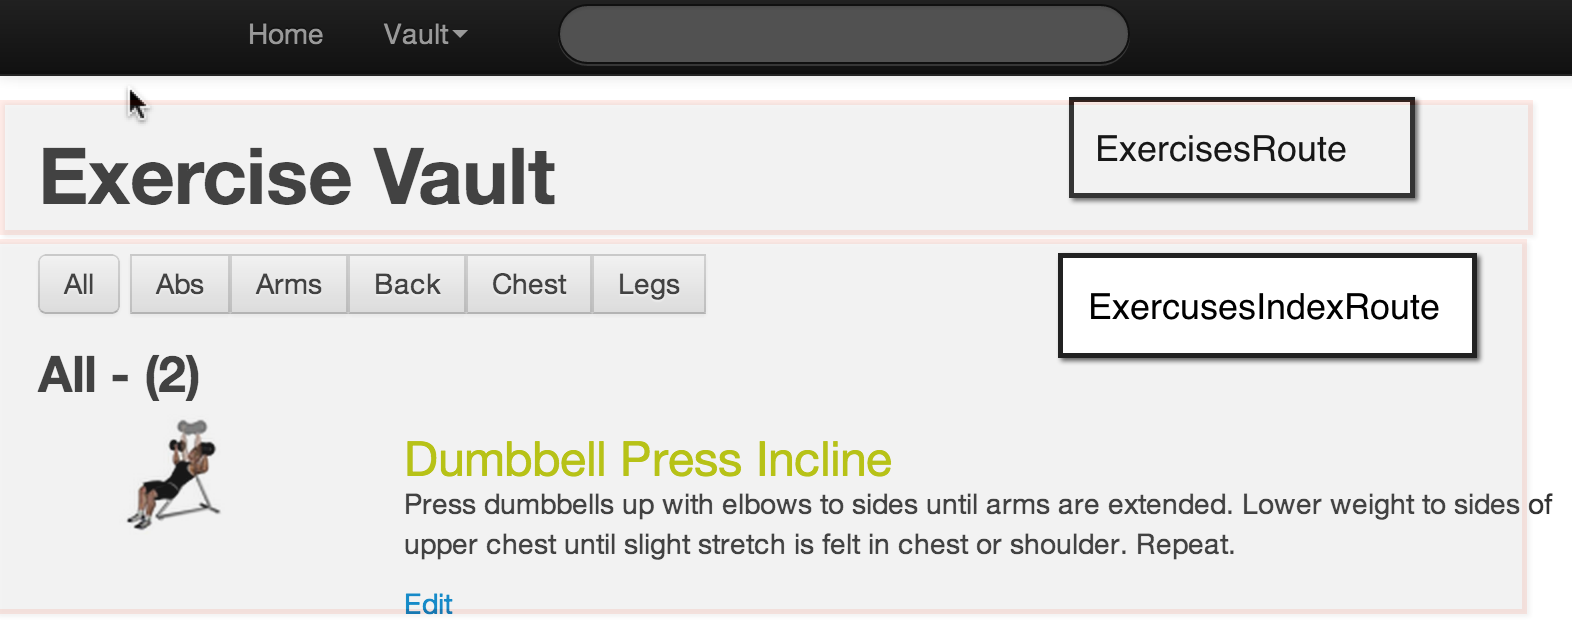 Home Vault
Exercise Vault
ExercisesRoute
All Abs Arms Back Chest Legs
ExercusesIndexRoute
All - (2)
Dumbbell Press Incline
Press dumbbells up with elbows to sides until arms are extended. Lower weight to sides of
upper chest until slight stretch is felt in chest or shoulder. Repeat.
Edit